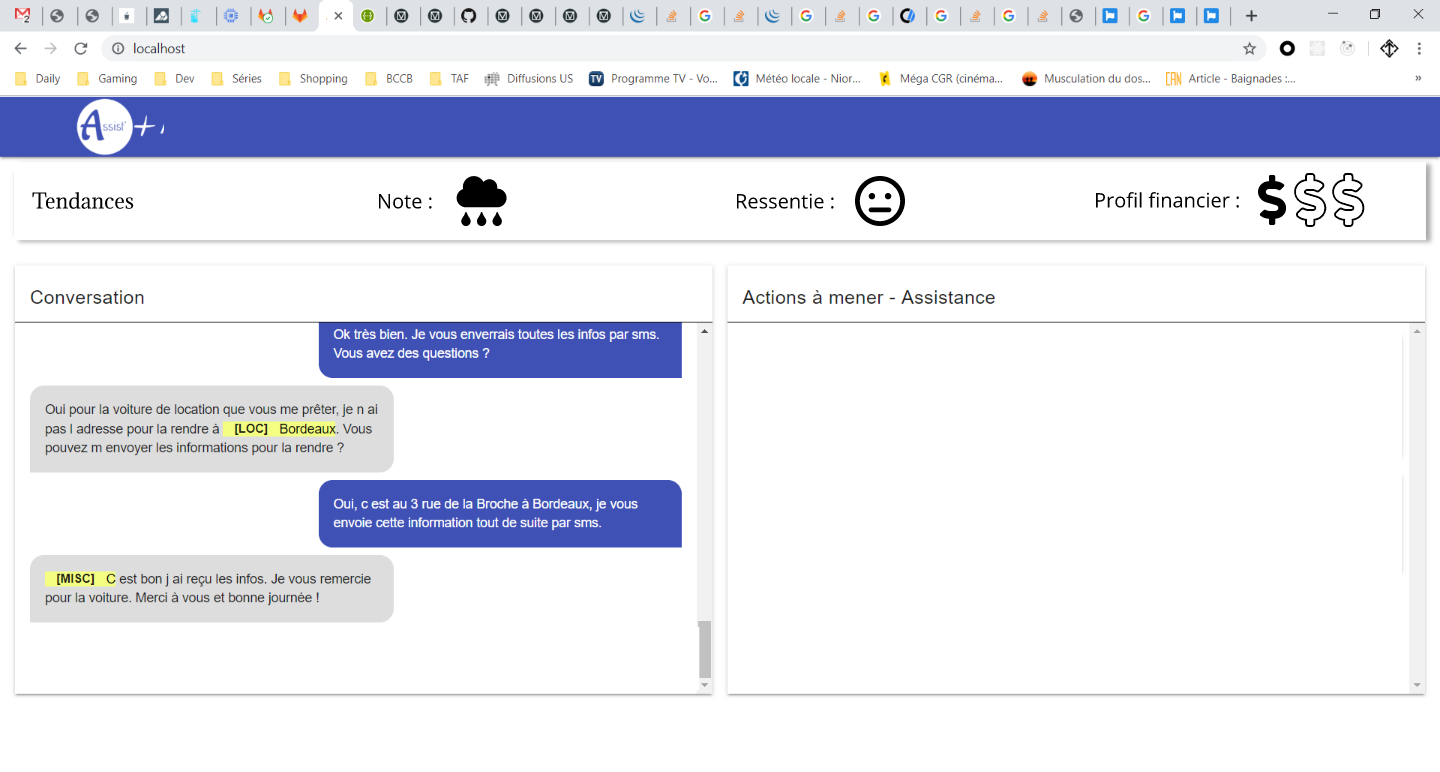 localhost
Daily
Gaming
Dev
Séries
Shopping
BCCB
TAF
Diffusions US
Programme TV - Vo...
Météo locale - Nior...
Méga CGR (cinéma...
Musculation du dos...
Article - Baignades :...
»
Assist' +
Tendances
Note :
Ressentie :
Profil financier :
Conversation
Ok très bien. Je vous enverrais toutes les infos par sms.
Vous avez des questions ?
Oui pour la voiture de location que vous me prêter, je n ai
pas l adresse pour la rendre à [LOC] Bordeaux. Vous
pouvez m envoyer les informations pour la rendre ?
Oui, c est au 3 rue de la Broche à Bordeaux, je vous
envoie cette information tout de suite par sms.
[MISC] C est bon j ai reçu les infos. Je vous remercie
pour la voiture. Merci à vous et bonne journée !
Actions à mener - Assistance